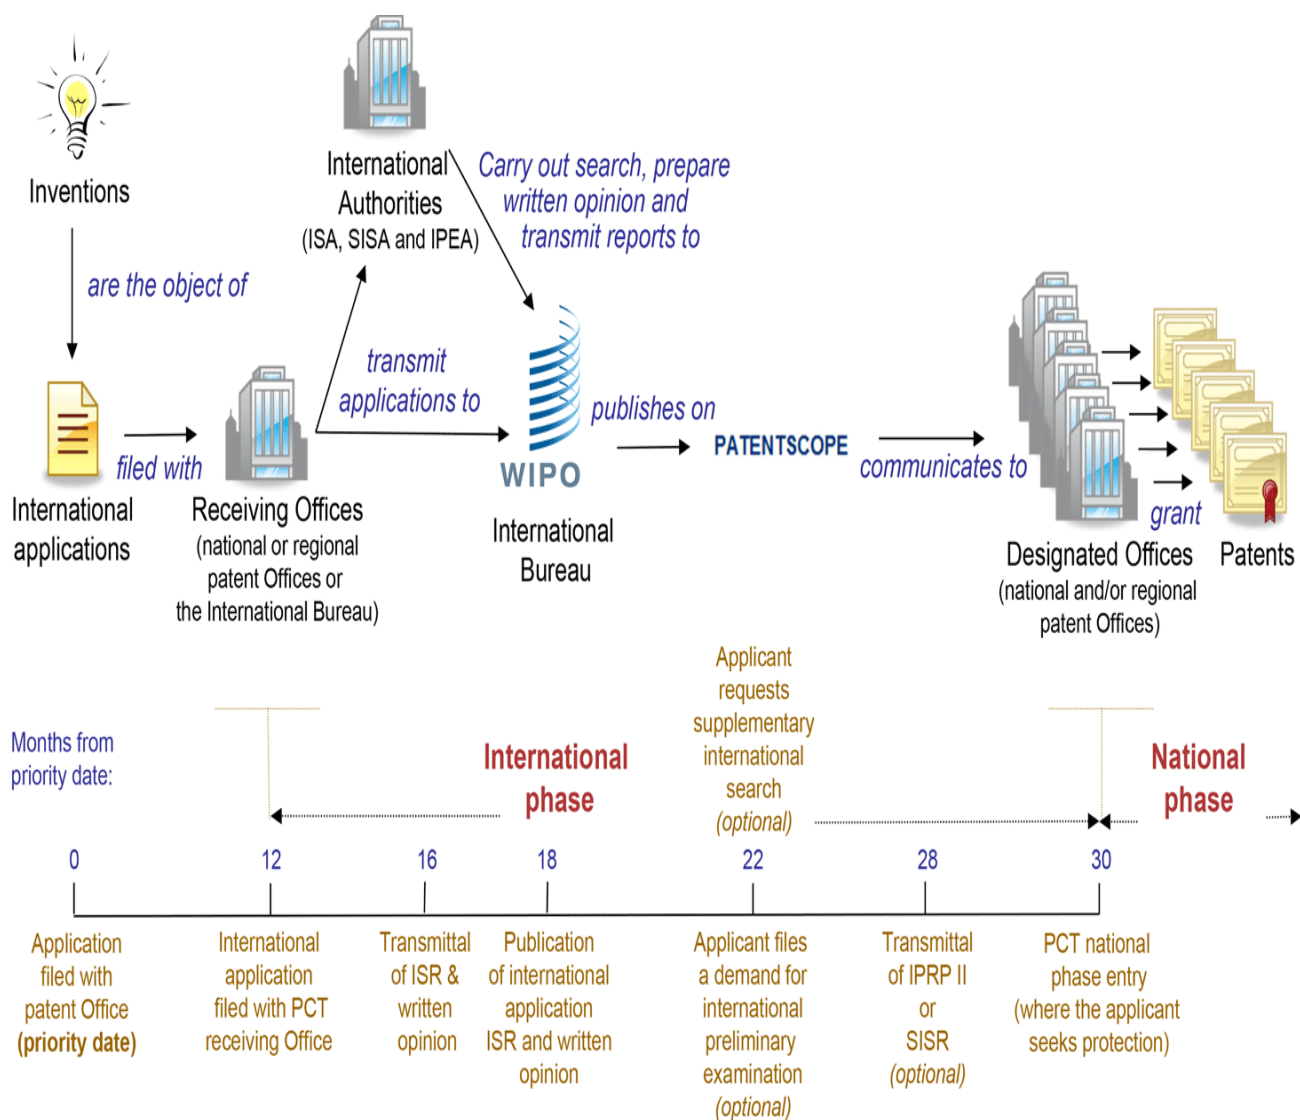 Inventions
are the object of
International
applications
filed with
Receiving Offices
(national or regional
patent Offices or
the International Bureau)
International
Authorities
(ISA, SISA and IPEA)
transmit
applications to
Carry out search, prepare
written opinion and
transmit reports to
WIPO
International
Bureau
publishes on
PATENTSCOPE
communicates to
Designated Offices
(national and/or regional
patent Offices)
grant
Patents
Months from
priority date:
International
phase
Applicant
requests
supplementary
international
search
(optional)
National
phase
0
12
16
18
22
28
30
Application
filed with
patent Office
(priority date)
International
application
filed with PCT
receiving Office
Transmittal
of ISR &
written
opinion
Publication
of international
application
ISR and written
opinion
Applicant files
a demand for
international
preliminary
examination
(optional)
Transmittal
of IPRP II
or
SISR
(optional)
PCT national
phase entry
(where the applicant
seeks protection)